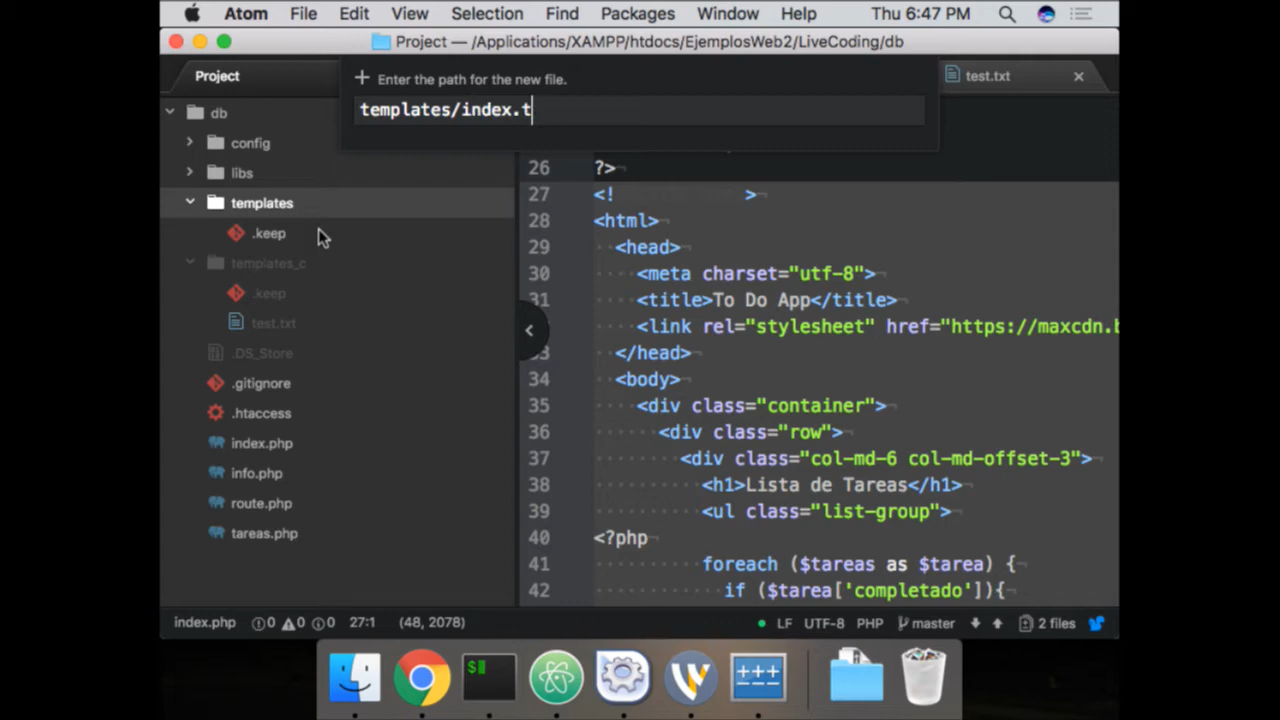 Atom File Edit View Selection Find Packages Window Help Thu 6:47 PM
Project — /Applications/XAMPP/htdocs/EjemplosWeb2/LiveCoding/db
Project
Enter the path for the new file.
test.txt
templates/index.t
db
config
libs
templates
.keep
templates_c
.keep
test.txt
.DS_Store
.gitignore
.htaccess
index.php
info.php
route.php
tareas.php
26 ?>
27 <! >
28 <html>
29 <head>
30 <meta charset="utf-8">
31 <title>To Do App</title>
<link rel="stylesheet" href="https://maxcdn.b
33 </head>
34 <body>
35 <div class="container">
36 <div class="row">
37 <div class="col-md-6 col-md-offset-3">
38 <h1>Lista de Tareas</h1>
39 <ul class="list-group">
40 <?php
41 foreach ($tareas as $tarea) {
42 if ($tarea['completado']){
index.php 0 0 0 27:1 (48, 2078) LF UTF-8 PHP master 2 files
$
+++